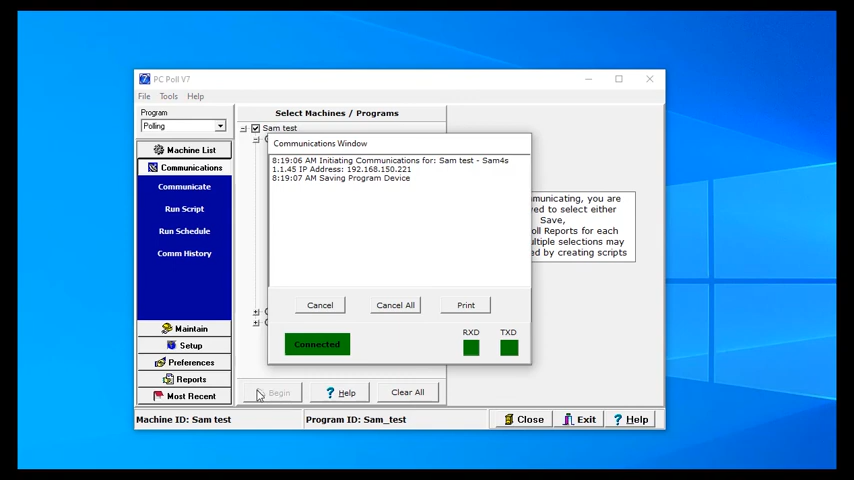 PC Poll V7
File Tools Help
Program
Polling
Select Machines / Programs
Sam test
Machine List
Communications
Communicate
Run Script
Run Schedule
Comm History
Maintain
Setup
Preferences
Reports
Most Recent
Communications Window
8:19:06 AM Initiating Communications for: Sam test - Sam4s
1.1.45 IP Address: 192.168.150.221
8:19:07 AM Saving Program Device
Cancel Cancel All Print
Connected
RXD TXD
municating, you are
ed to select either
Save,
oll Reports for each
ultiple selections may
ed by creating scripts
Begin Help Clear All
Machine ID: Sam test Program ID: Sam_test Close Exit Help